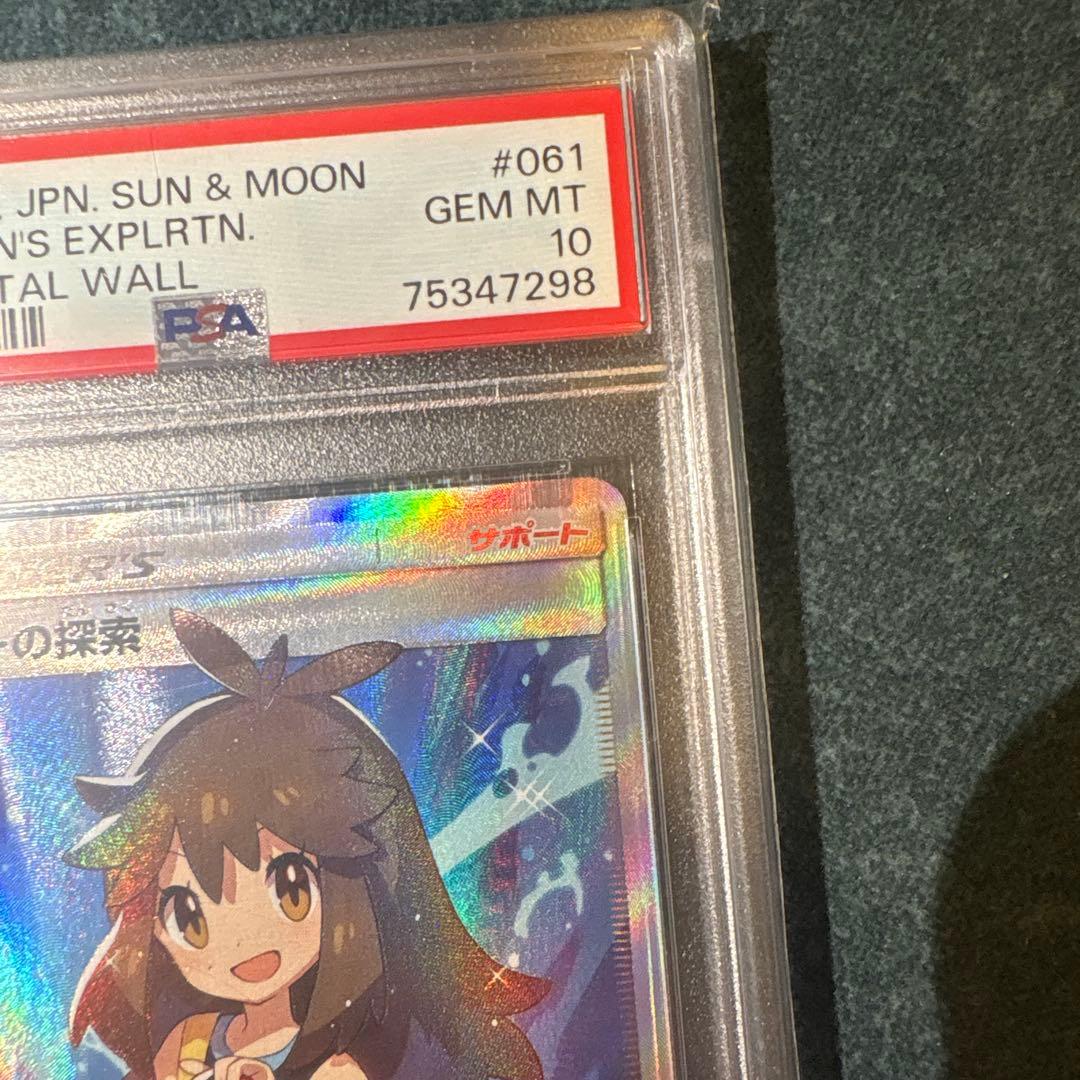 . JPN. SUN & MOON #061
N'S EXPLRTN. GEM MT
TAL WALL 10
75347298
PSA
ER'S サポート
ーの探索